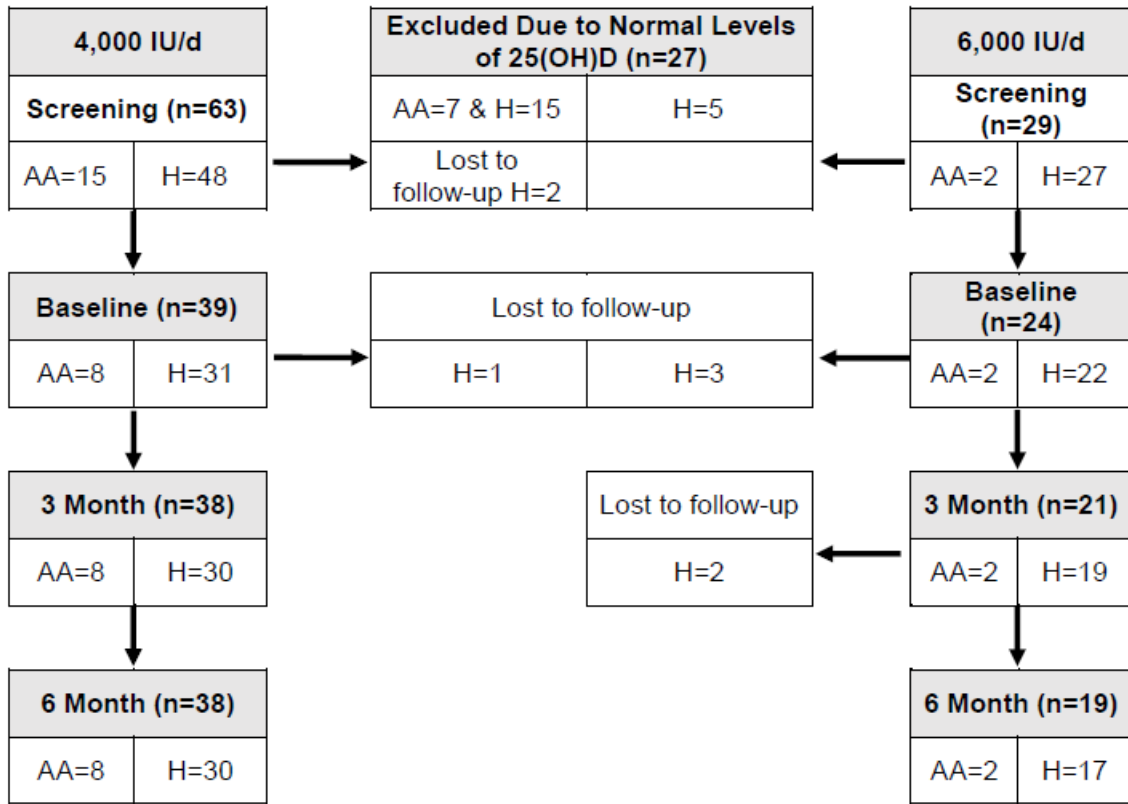 4,000 IU/d
Excluded Due to Normal Levels
of 25(OH)D (n=27)
6,000 IU/d
Screening (n=63)
AA=7 & H=15
H=5
Screening
(n=29)
AA=15
H=48
Lost to
follow-up H=2
AA=2
H=27
Baseline (n=39)
Lost to follow-up
Baseline
(n=24)
AA=8
H=31
H=1
H=3
AA=2
H=22
3 Month (n=38)
Lost to follow-up
3 Month (n=21)
AA=8
H=30
H=2
AA=2
H=19
6 Month (n=38)
6 Month (n=19)
AA=8
H=30
AA=2
H=17